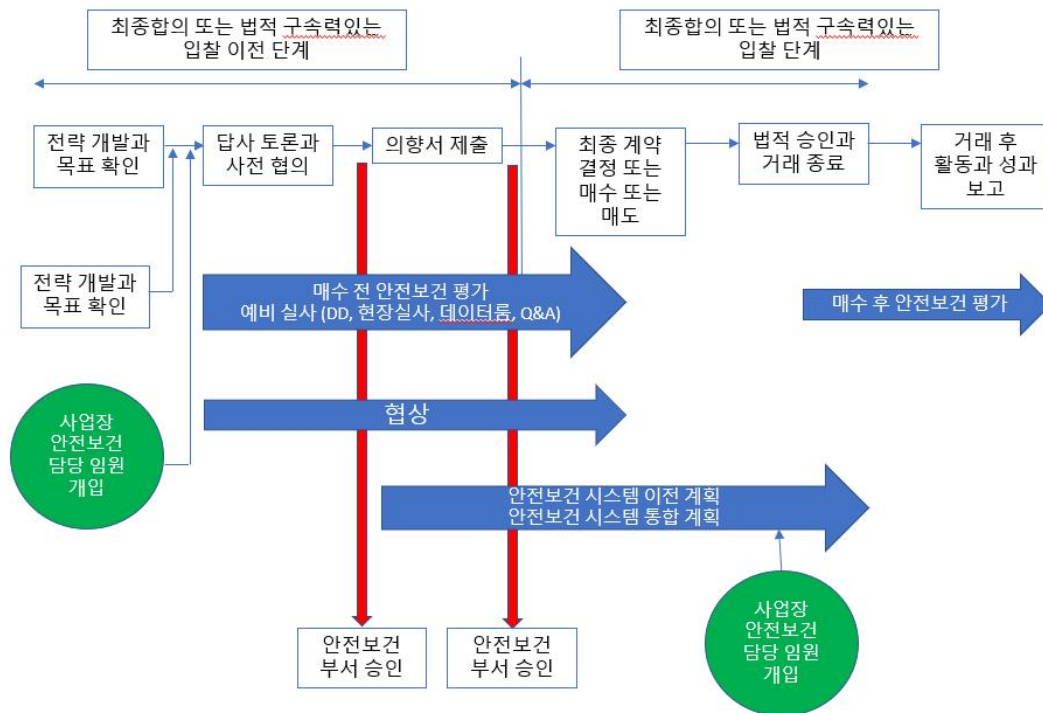 최종합의 또는 법적 구속력있는
입찰 이전 단계
최종합의 또는 법적 구속력있는
입찰 단계
전략 개발과
목표 확인
답사 토론과
사전 협의
의향서 제출
최종 계약
결정 또는
매수 또는
매도
법적 승인과
거래 종료
거래 후
활동과 성과
보고
전략 개발과
목표 확인
매수 전 안전보건 평가
예비 실사 (DD, 현장실사, 데이터룸, Q&A)
매수 후 안전보건 평가
협상
사업장
안전보건
담당 임원
개입
안전보건 시스템 이전 계획
안전보건 시스템 통합 계획
안전보건
부서 승인
안전보건
부서 승인
사업장
안전보건
담당 임원
개입